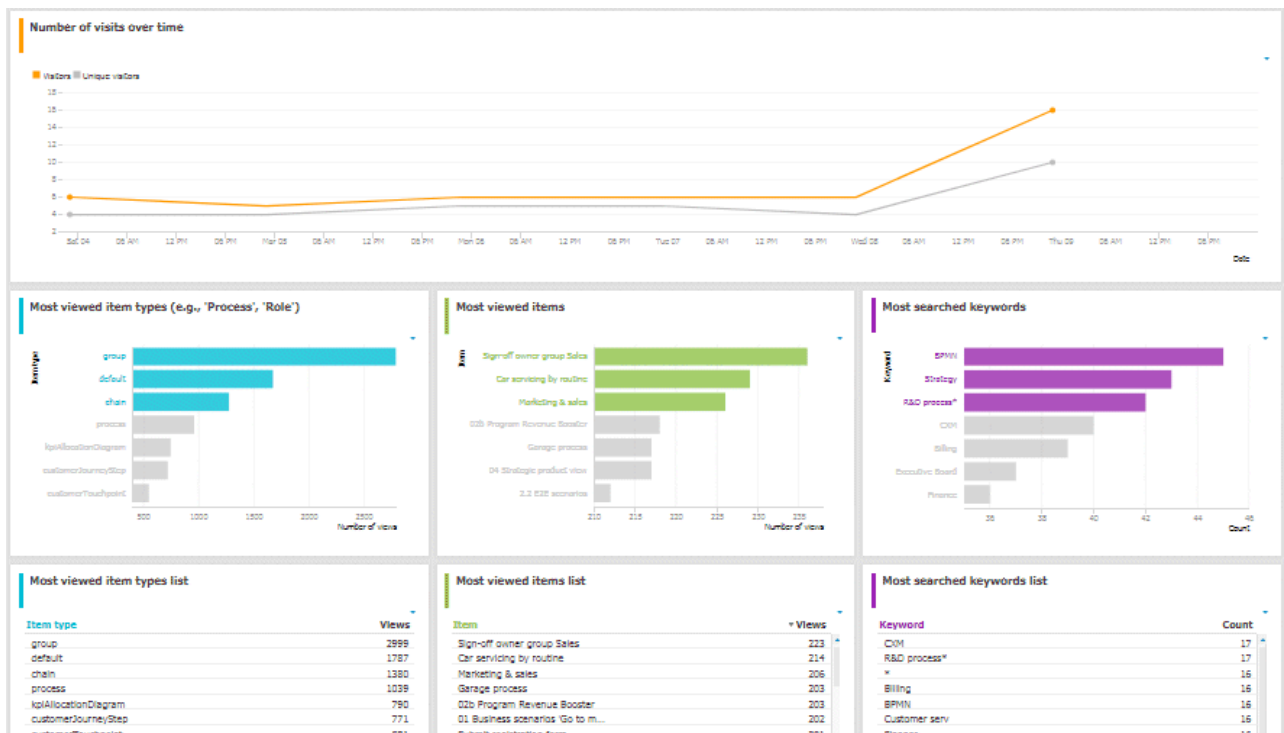 Number of visits over time
Visitors Unique visitors
18
16
14
12
10
8
6
4
2
Sat 04 06 AM 12 PM 06 PM Mar 05 06 AM 12 PM 06 PM Mon 06 06 AM 12 PM 06 PM Tue 07 06 AM 12 PM 06 PM Wed 08 06 AM 12 PM 06 PM Thu 09 06 AM 12 PM 06 PM
Date
Most viewed item types (e.g., 'Process', 'Role')
Item type
group
default
chain
process
kpiAllocationDiagram
customerJourneyStep
customerTouchpoint
500 1000 1500 2000 2500
Number of views
Most viewed items
Item
Sign-off owner group Sales
Car servicing by routine
Marketing & sales
02b Program Revenue Booster
Garage process
04 Strategic product view
2.2 E2E scenarios
210 215 220 225 230 235
Number of views
Most searched keywords
Keyword
BPMN
Strategy
R&D process*
CXM
Billing
Executive Board
Finance
36 38 40 42 44 46
Count
Most viewed item types list
Item type Views
group 2999
default 1787
chain 1380
process 1039
kpiAllocationDiagram 790
customerJourneyStep 771
Most viewed items list
Item Views
Sign-off owner group Sales 223
Car servicing by routine 214
Marketing & sales 206
Garage process 203
02b Program Revenue Booster 203
01 Business scenarios 'Go to m... 202
Most searched keywords list
Keyword Count
CXM 17
R&D process* 17
* 16
Billing 16
BPMN 16
Customer serv 16